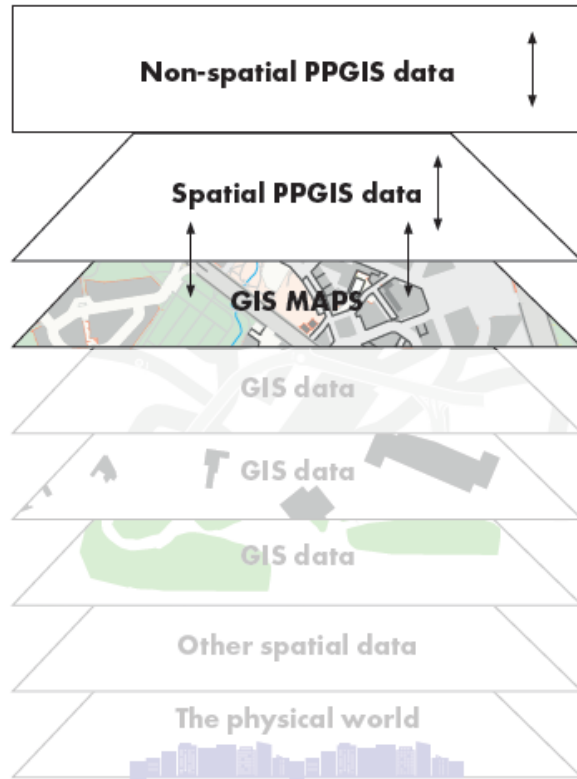 Non-spatial PPGIS data
Spatial PPGIS data
GIS MAPS
GIS data
GIS data
GIS data
Other spatial data
The physical world